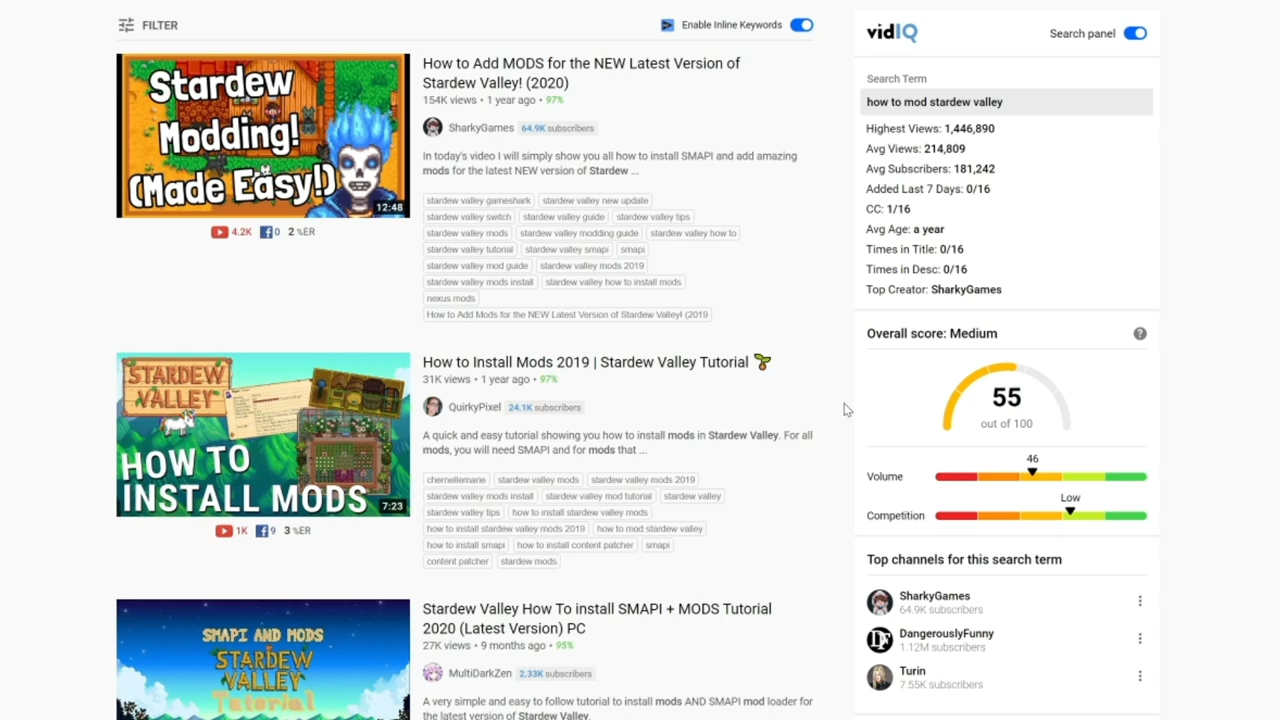 FILTER
Enable Inline Keywords
Stardew
Modding!
(Made Easy!)
12:48
4.2K 0 2 %ER
How to Add MODS for the NEW Latest Version of
Stardew Valley! (2020)
154K views • 1 year ago • 97%
SharkyGames 64.9K subscribers
In today's video I will simply show you all how to install SMAPI and add amazing
mods for the latest NEW version of Stardew ...
stardew valley gameshark stardew valley new update
stardew valley switch stardew valley guide stardew valley tips
stardew valley mods stardew valley modding guide stardew valley how to
stardew valley tutorial stardew valley smapi smapi
stardew valley mod guide stardew valley mods 2019
stardew valley mods install stardew valley how to install mods
nexus mods
How to Add Mods for the NEW Latest Version of Stardew Valley! (2019
STARDEW
VALLEY
HOW TO
INSTALL MODS
7:23
1K 9 3 %ER
How to Install Mods 2019 | Stardew Valley Tutorial
31K views • 1 year ago • 97%
QuirkyPixel 24.1K subscribers
A quick and easy tutorial showing you how to install mods in Stardew Valley. For all
mods, you will need SMAPI and for mods that ...
chernellemarie stardew valley mods stardew valley mods 2019
stardew valley mods install stardew valley mod tutorial stardew valley
stardew valley tips how to install stardew valley mods
how to install stardew valley mods 2019 how to mod stardew valley
how to install smapi how to install content patcher smapi
content patcher stardew mods
SMAPI AND MODS
STARDEW
VALLEY
Tutorial
Stardew Valley How To install SMAPI + MODS Tutorial
2020 (Latest Version) PC
27K views • 9 months ago • 95%
MultiDarkZen 2.33K subscribers
A very simple and easy to follow tutorial to install mods AND SMAPI mod loader for
the latest version of Stardew Valley.
vidIQ
Search panel
Search Term
how to mod stardew valley
Highest Views: 1,446,890
Avg Views: 214,809
Avg Subscribers: 181,242
Added Last 7 Days: 0/16
CC: 1/16
Avg Age: a year
Times in Title: 0/16
Times in Desc: 0/16
Top Creator: SharkyGames
Overall score: Medium ?
55
out of 100
46
Volume
Low
Competition
Top channels for this search term
SharkyGames
64.9K subscribers
DangerouslyFunny
1.12M subscribers
Turin
7.55K subscribers